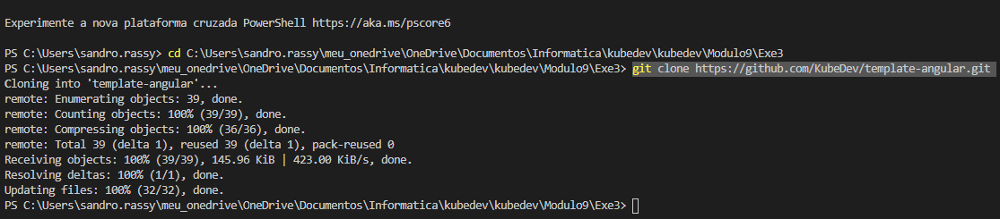 Experimente a nova plataforma cruzada PowerShell https://aka.ms/pscore6
PS C:\Users\sandro.rassy> cd C:\Users\sandro.rassy\meu_onedrive\OneDrive\Documentos\Informatica\kubedev\kubedev\Modulo9\Exe3
PS C:\Users\sandro.rassy\meu_onedrive\OneDrive\Documentos\Informatica\kubedev\kubedev\Modulo9\Exe3> git clone https://github.com/KubeDev/template-angular.git
Cloning into 'template-angular'...
remote: Enumerating objects: 39, done.
remote: Counting objects: 100% (39/39), done.
remote: Compressing objects: 100% (36/36), done.
remote: Total 39 (delta 1), reused 39 (delta 1), pack-reused 0
Receiving objects: 100% (39/39), 145.96 KiB | 423.00 KiB/s, done.
Resolving deltas: 100% (1/1), done.
Updating files: 100% (32/32), done.
PS C:\Users\sandro.rassy\meu_onedrive\OneDrive\Documentos\Informatica\kubedev\kubedev\Modulo9\Exe3>